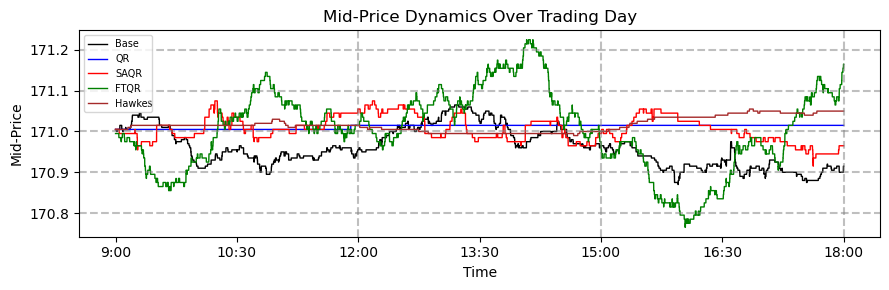 Mid-Price Dynamics Over Trading Day
Mid-Price
171.2
171.1
171.0
170.9
170.8
Base
QR
SAQR
FTQR
Hawkes
9:00 10:30 12:00 13:30 15:00 16:30 18:00
Time